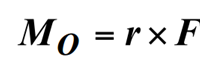 M_O = r × F